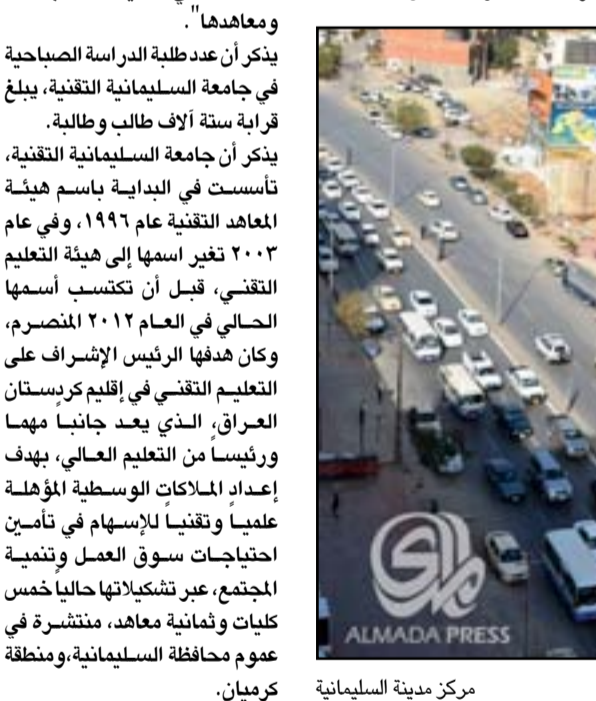 ومعاهدها".
يذكر أن عدد طلبة الدراسة الصباحية
في جامعة السليمانية التقنية، يبلغ
قرابة ستة آلاف طالب وطالبة.
يذكر أن جامعة السليمانية التقنية،
تأسست في البداية باسم هيئة
المعاهد التقنية عام ١٩٩٦، وفي عام
٢٠٠٣ تغير اسمها إلى هيئة التعليم
التقني، قبل أن تكتسب أسمها
الحالي في العام ٢٠١٢ المنصرم،
وكان هدفها الرئيس الإشراف على
التعليم التقني في إقليم كردستان
العراق، الذي يعد جانباً مهما
ورئيساً من التعليم العالي، بهدف
إعداد الملاكات الوسطية المؤهلة
علمياً وتقنياً للإسهام في تأمين
احتياجات سوق العمل وتنمية
المجتمع، عبر تشكيلاتها حالياً خمس
كليات وثمانية معاهد، منتشرة في
عموم محافظة السليمانية،ومنطقة
كرميان.
ALMADA PRESS
مركز مدينة السليمانية